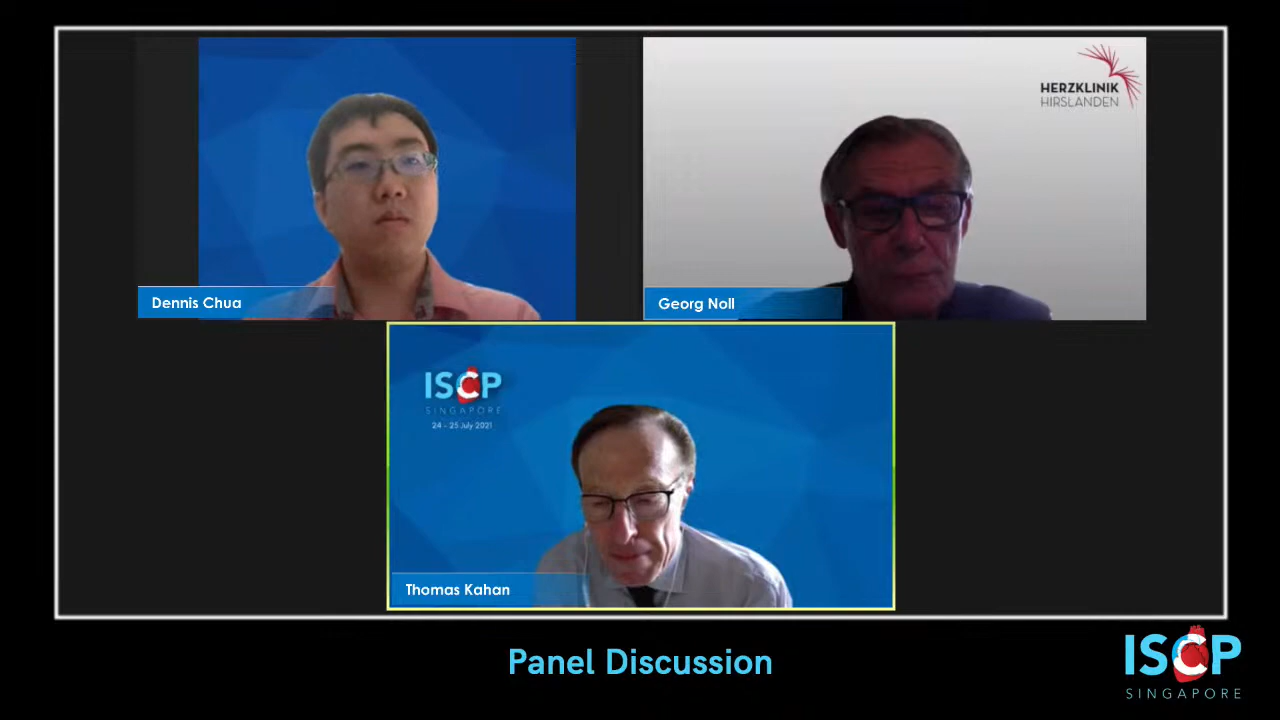 HERZKLINIK
HIRSLANDEN
Dennis Chua
Georg Noll
ISCP
SINGAPORE
24 - 25 July 2021
Thomas Kahan
Panel Discussion
ISCP
SINGAPORE